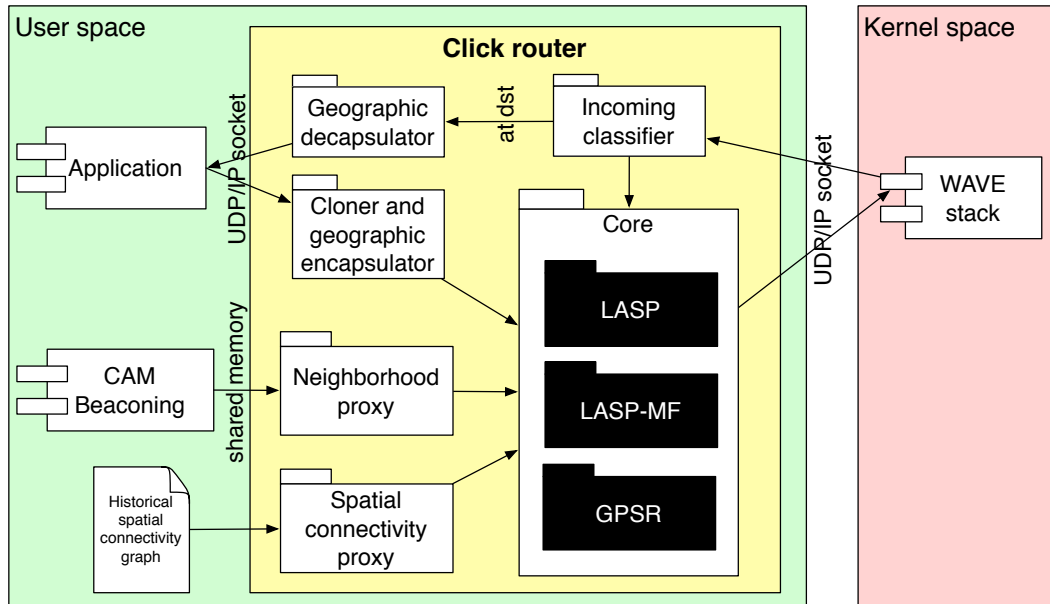 User space
Click router
Kernel space
Geographic
decapsulator
at dst
Incoming
classifier
Application
UDP/IP socket
Cloner and
geographic
encapsulator
Core
LASP
LASP-MF
GPSR
UDP/IP socket
WAVE
stack
CAM
Beaconing
shared memory
Neighborhood
proxy
Historical
spatial
connectivity
graph
Spatial
connectivity
proxy